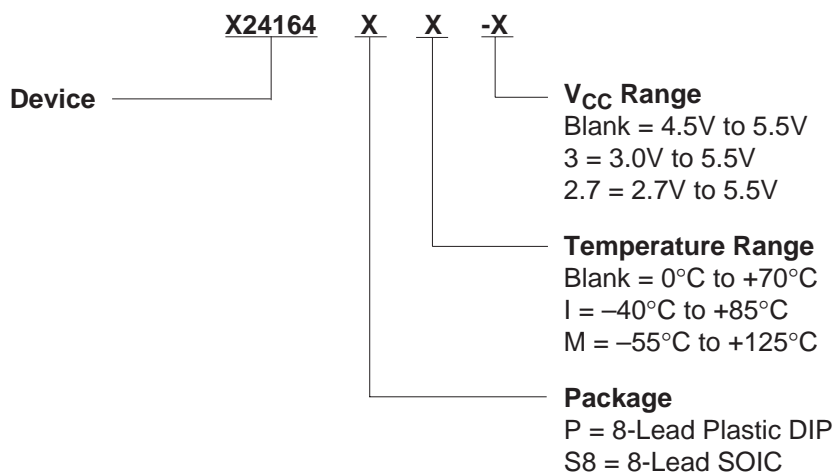 X24164 X X -X
Device
V_CC Range
Blank = 4.5V to 5.5V
3 = 3.0V to 5.5V
2.7 = 2.7V to 5.5V
Temperature Range
Blank = 0°C to +70°C
I = –40°C to +85°C
M = –55°C to +125°C
Package
P = 8-Lead Plastic DIP
S8 = 8-Lead SOIC